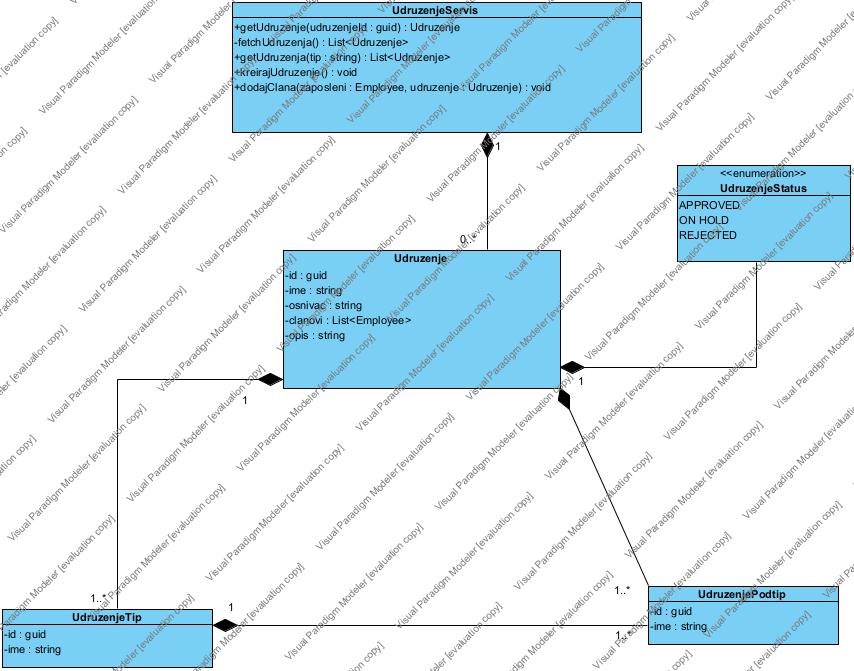 UdruzenjeServis
+getUdruzenje(udruzenjeId : guid) : Udruzenje
-fetchUdruzenja() : List<Udruzenje>
+getUdruzenja(tip : string) : List<Udruzenje>
+kreirajUdruzenje() : void
+dodajClana(zaposleni : Employee, udruzenje : Udruzenje) : void
1
0..*
<<enumeration>>
UdruzenjeStatus
APPROVED
ON HOLD
REJECTED
Udruzenje
-id : guid
-ime : string
-osnivac : string
-clanovi : List<Employee>
-opis : string
1
1
1..*
1..*
UdruzenjeTip
-id : guid
-ime : string
1
1..*
UdruzenjePodtip
-id : guid
-ime : string
Visual Paradigm Modeler [evaluation copy]